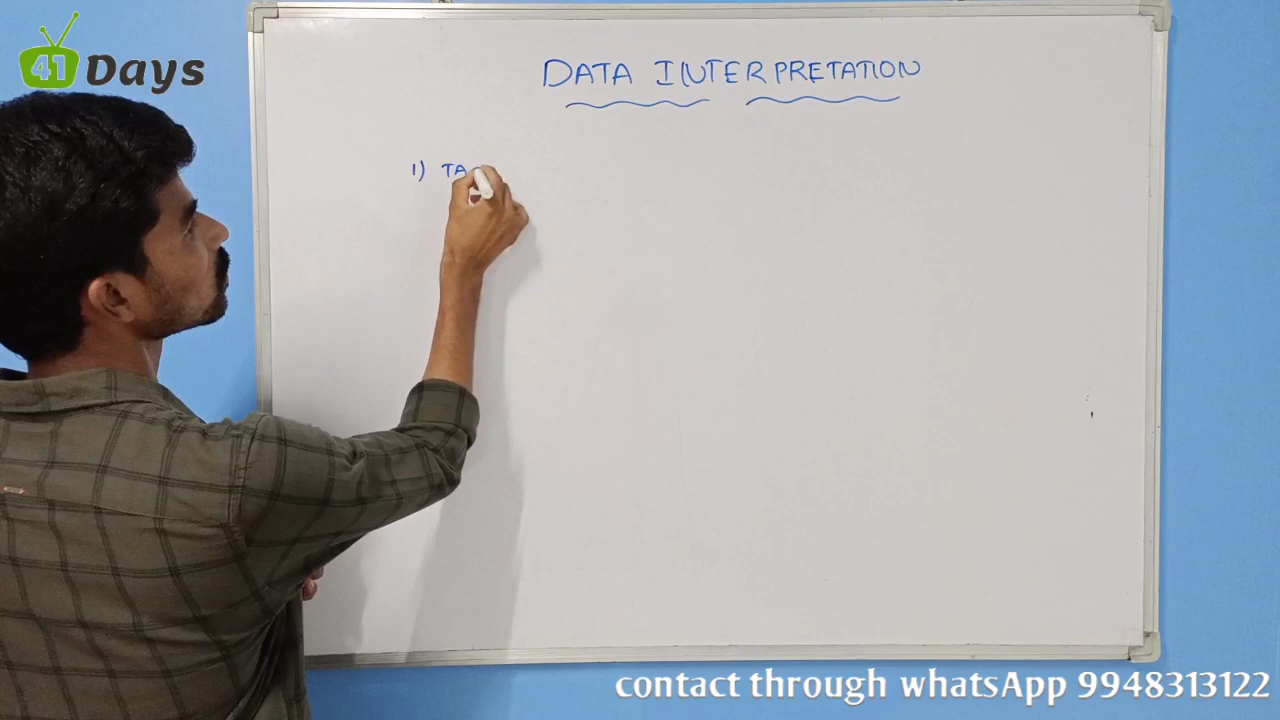 41 Days
DATA INTERPRETATION
1) TA
contact through whatsApp 9948313122